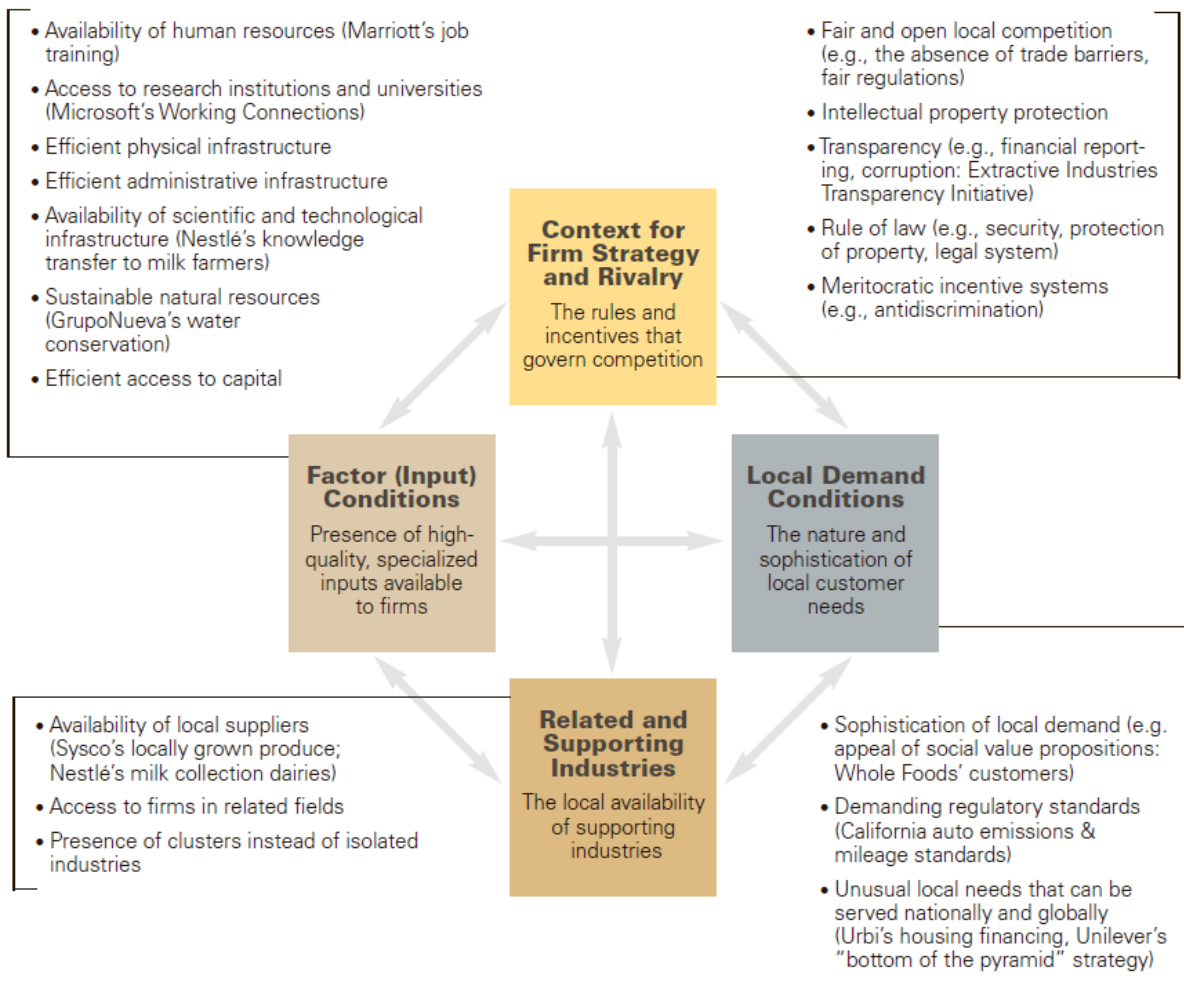 • Availability of human resources (Marriott's job
training)
• Access to research institutions and universities
(Microsoft's Working Connections)
• Efficient physical infrastructure
• Efficient administrative infrastructure
• Availability of scientific and technological
infrastructure (Nestlé's knowledge
transfer to milk farmers)
• Sustainable natural resources
(GrupoNueva's water
conservation)
• Efficient access to capital
• Fair and open local competition
(e.g., the absence of trade barriers,
fair regulations)
• Intellectual property protection
• Transparency (e.g., financial report-
ing, corruption: Extractive Industries
Transparency Initiative)
• Rule of law (e.g., security, protection
of property, legal system)
• Meritocratic incentive systems
(e.g., antidiscrimination)
Context for
Firm Strategy
and Rivalry
The rules and
incentives that
govern competition
Factor (Input)
Conditions
Presence of high-
quality, specialized
inputs available
to firms
Local Demand
Conditions
The nature and
sophistication of
local customer
needs
Related and
Supporting
Industries
The local availability
of supporting
industries
• Availability of local suppliers
(Sysco's locally grown produce;
Nestlé's milk collection dairies)
• Access to firms in related fields
• Presence of clusters instead of isolated
industries
• Sophistication of local demand (e.g.
appeal of social value propositions:
Whole Foods' customers)
• Demanding regulatory standards
(California auto emissions &
mileage standards)
• Unusual local needs that can be
served nationally and globally
(Urbi's housing financing, Unilever's
"bottom of the pyramid" strategy)